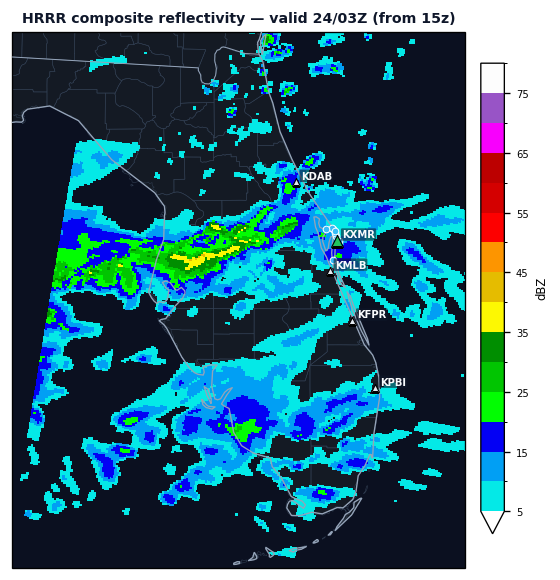 HRRR composite reflectivity — valid 24/03Z (from 15z)
KDAB
KXMR
KMLB
KFPR
KPBI
75
65
55
45
35
25
15
5
dBZ